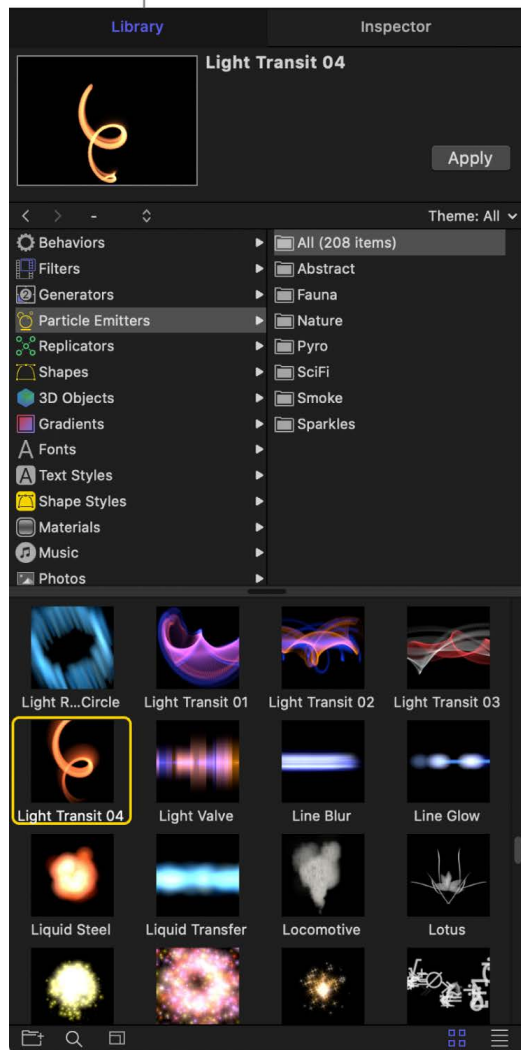 Library Inspector
Light Transit 04
Apply
Theme: All
Behaviors
Filters
Generators
Particle Emitters
Replicators
Shapes
3D Objects
Gradients
Fonts
Text Styles
Shape Styles
Materials
Music
Photos
All (208 items)
Abstract
Fauna
Nature
Pyro
SciFi
Smoke
Sparkles
Light R...Circle Light Transit 01 Light Transit 02 Light Transit 03
Light Transit 04 Light Valve Line Blur Line Glow
Liquid Steel Liquid Transfer Locomotive Lotus